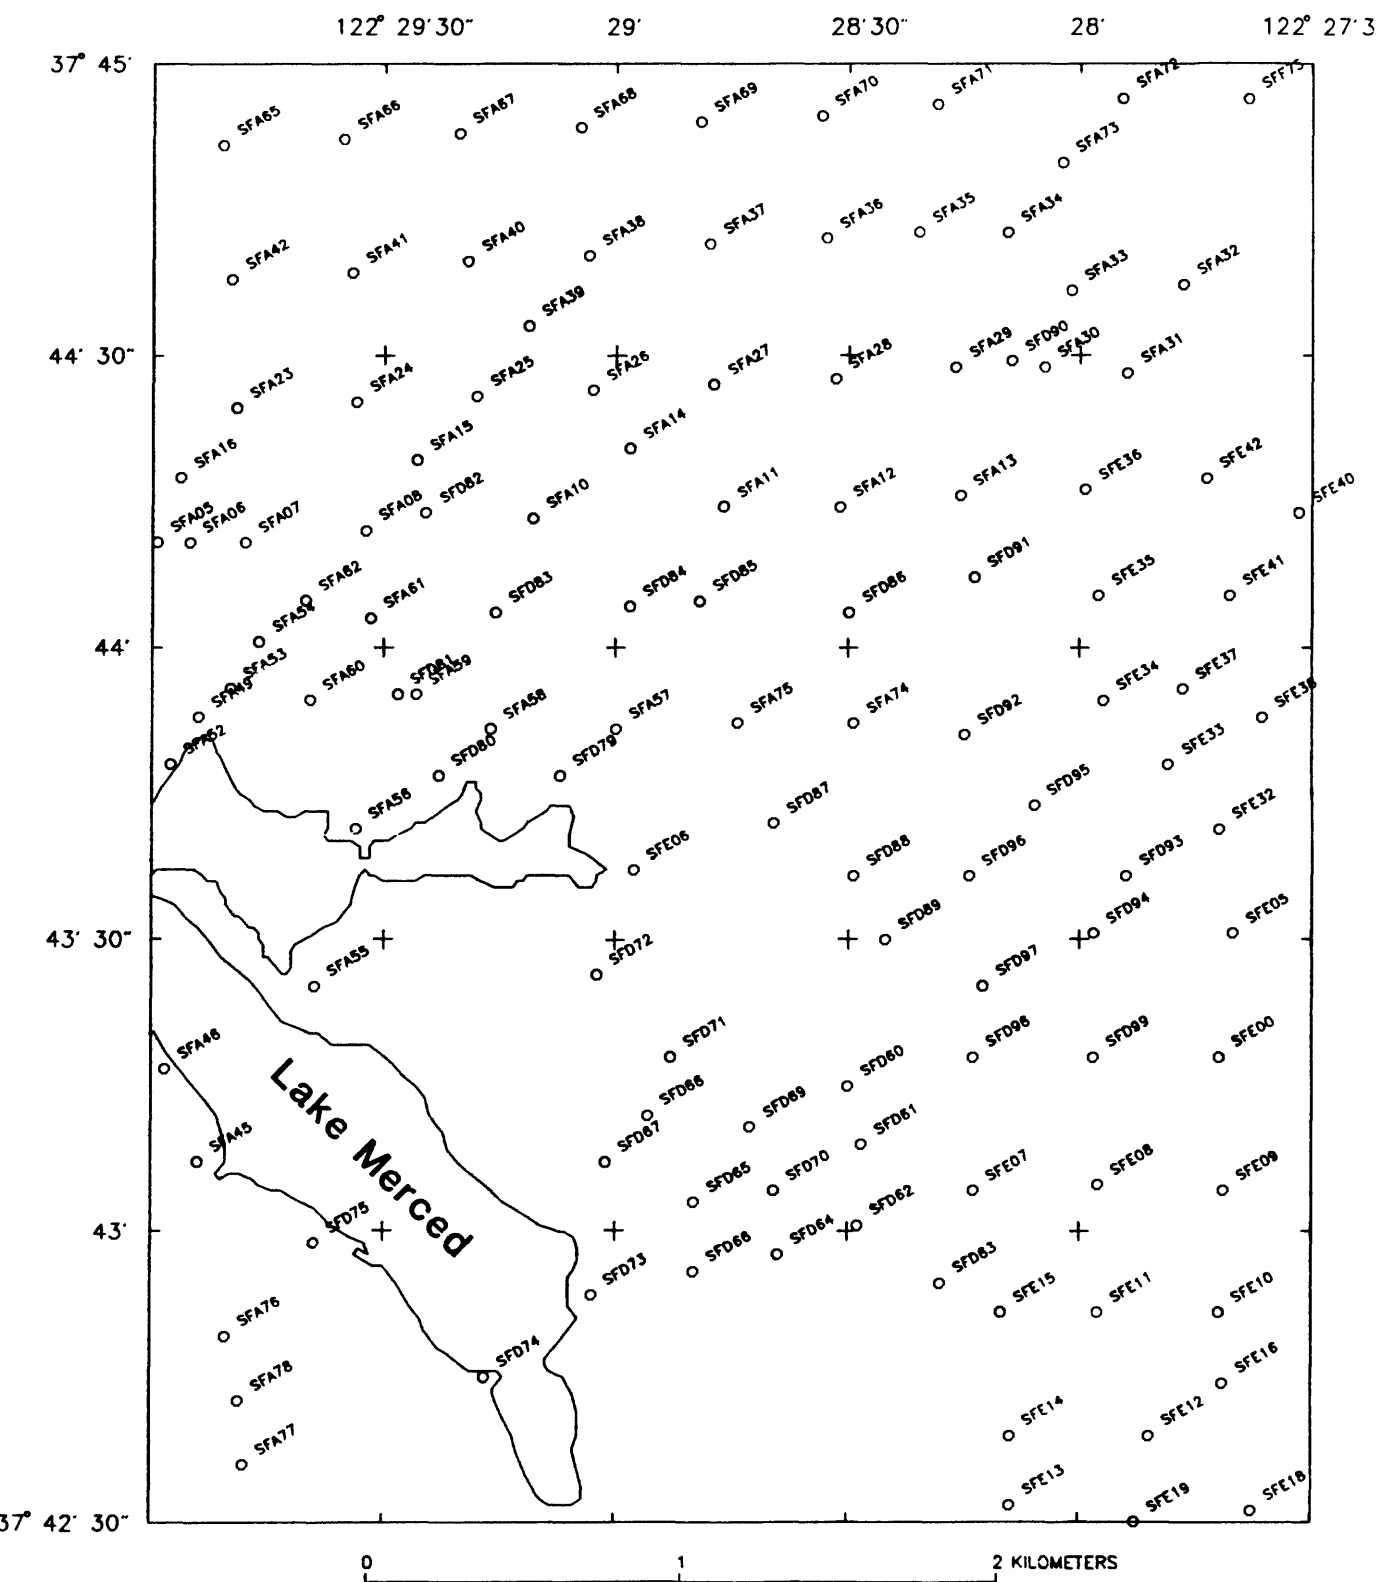 122° 29' 30" 29' 28'30" 28' 122° 27'3
37° 45'
SFA65 SFA66 SFA67 SFA68 SFA69 SFA70 SFA71 SFA72
SFA73
SFA42 SFA41 SFA40 SFA38 SFA37 SFA36 SFA35 SFA34
SFA33 SFA32
SFA39
44' 30"
SFA29 SFD90 SFA30 SFA31
SFA23 SFA24 SFA25 SFA26 SFA27 SFA28
SFA16 SFA15 SFA14
SFA05 SFA06 SFA07 SFA08 SFD82 SFA10 SFA11 SFA12 SFA13 SFE36 SFE42 SFE40
SFA62 SFA61 SFD83 SFD84 SFD85 SFD86 SFD91 SFE35 SFE41
SFA54
44'
SFA53 SFA60 SFD81 SFA59 SFE34 SFE37
SFA49 SFA58 SFA57 SFA75 SFA74 SFD92
SFA52 SFD80 SFD79 SFE33
SFA56 SFD87 SFD95 SFE32
SFE06 SFD88 SFD96 SFD93
43' 30"
SFD89 SFD94 SFE05
SFA55 SFD72 SFD97
SFA46 SFD71 SFD99 SFE00
Lake Merced
SFD60
SFD69
SFA45 SFD67 SFD61
SFD65 SFD70 SFE07 SFE08 SFE09
43'
SFD75 SFD64 SFD62
SFD73 SFD63
SFA76 SFE15 SFE11 SFE10
SFA78 SFD74 SFE16
SFA77 SFE14 SFE12
SFE13 SFE19 SFE18
37° 42' 30"
0 1 2 KILOMETERS